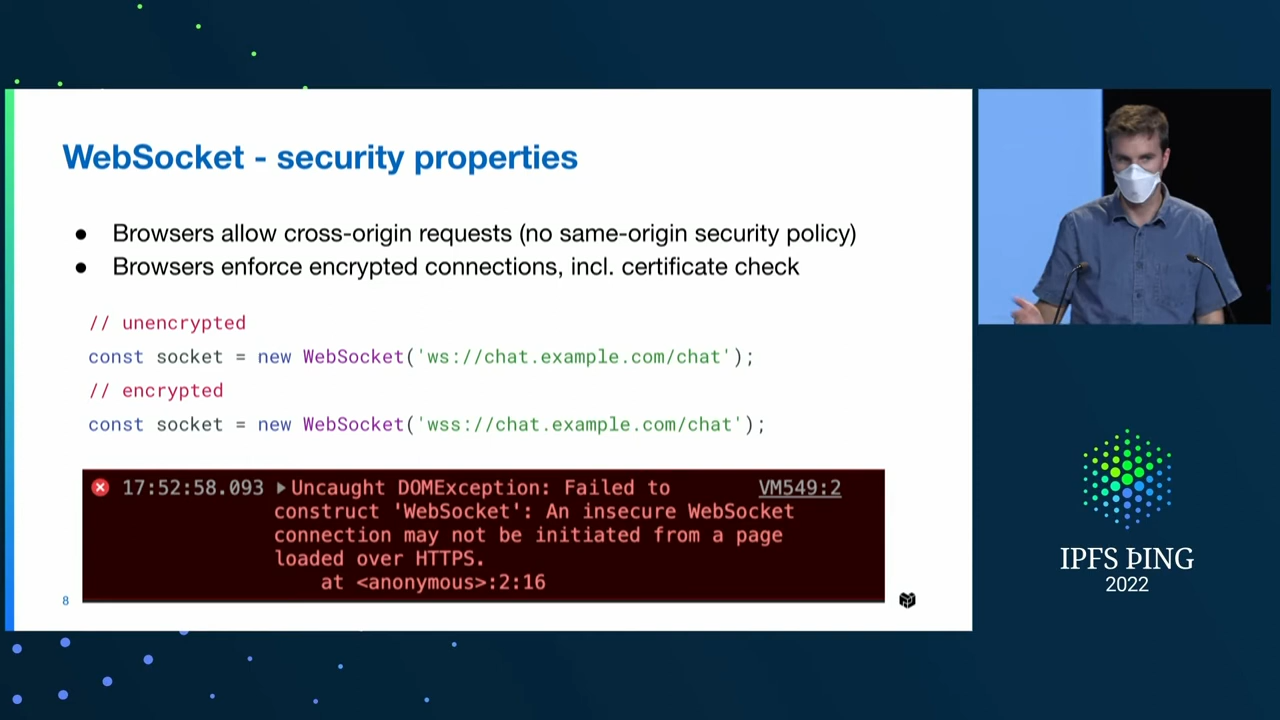 WebSocket - security properties
● Browsers allow cross-origin requests (no same-origin security policy)
● Browsers enforce encrypted connections, incl. certificate check
// unencrypted
const socket = new WebSocket('ws://chat.example.com/chat');
// encrypted
const socket = new WebSocket('wss://chat.example.com/chat');
17:52:58.093 ▶Uncaught DOMException: Failed to VM549:2
construct 'WebSocket': An insecure WebSocket
connection may not be initiated from a page
loaded over HTTPS.
at <anonymous>:2:16
8
IPFS ÞING
2022